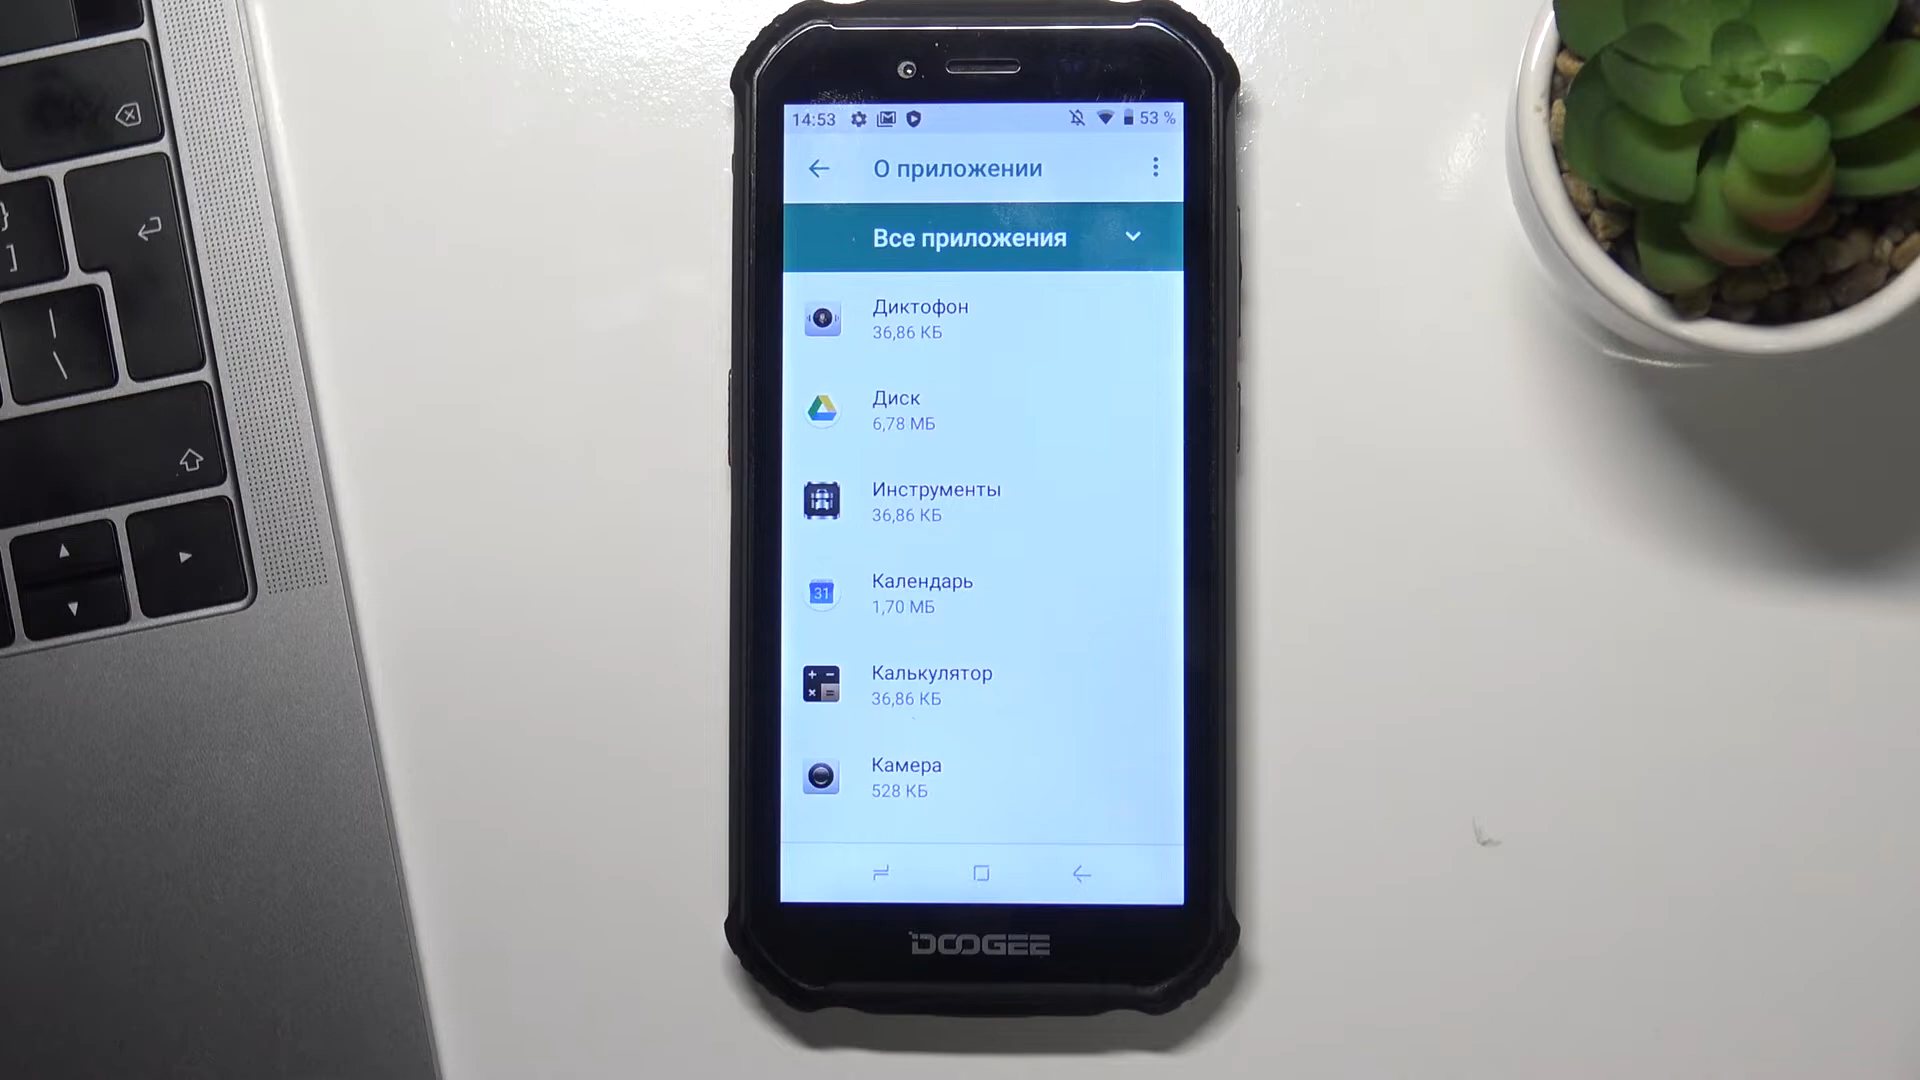 14:53
53 %
О приложении
Все приложения
Диктофон
36,86 КБ
Диск
6,78 МБ
Инструменты
36,86 КБ
31
Календарь
1,70 МБ
Калькулятор
36,86 КБ
Камера
528 КБ
DOOGEE
}
]
|
\